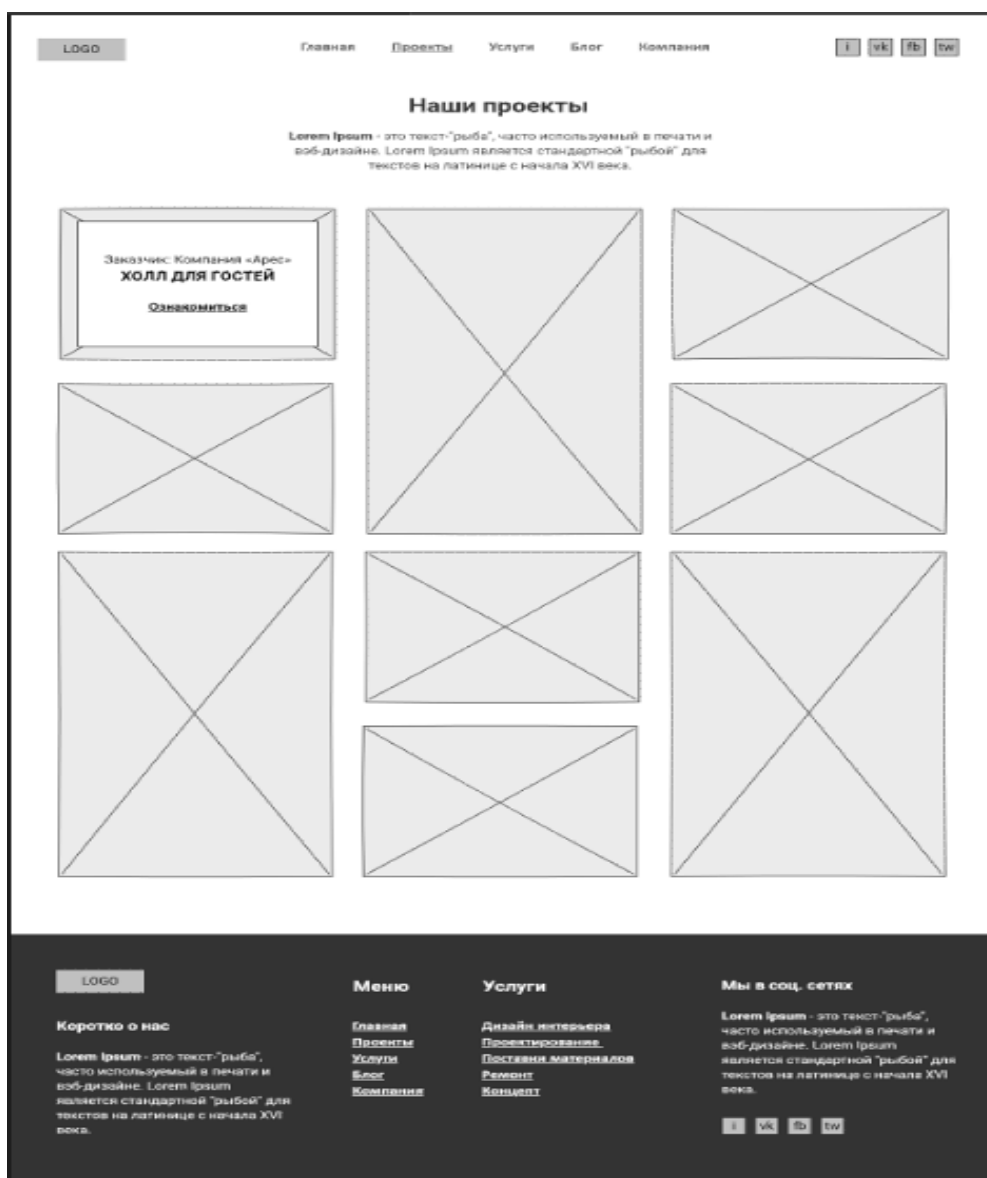 LOGO
Главная Проекты Услуги Блог Компания
i vk fb tw
Наши проекты
Lorem Ipsum - это текст-"рыба", часто используемый в печати и
вэб-дизайне. Lorem Ipsum является стандартной "рыбой" для
текстов на латинице с начала XVI века.
Заказчик: Компания «Арес»
ХОЛЛ ДЛЯ ГОСТЕЙ
Ознакомиться
LOGO
Коротко о нас
Lorem Ipsum - это текст-"рыба",
часто используемый в печати и
вэб-дизайне. Lorem Ipsum
является стандартной "рыбой" для
текстов на латинице с начала XVI
века.
Меню
Главная
Проекты
Услуги
Блог
Компания
Услуги
Дизайн интерьера
Проектирование
Поставки материалов
Ремонт
Концепт
Мы в соц. сетях
Lorem Ipsum - это текст-"рыба",
часто используемый в печати и
вэб-дизайне. Lorem Ipsum
является стандартной "рыбой" для
текстов на латинице с начала XVI
века.
i vk fb tw